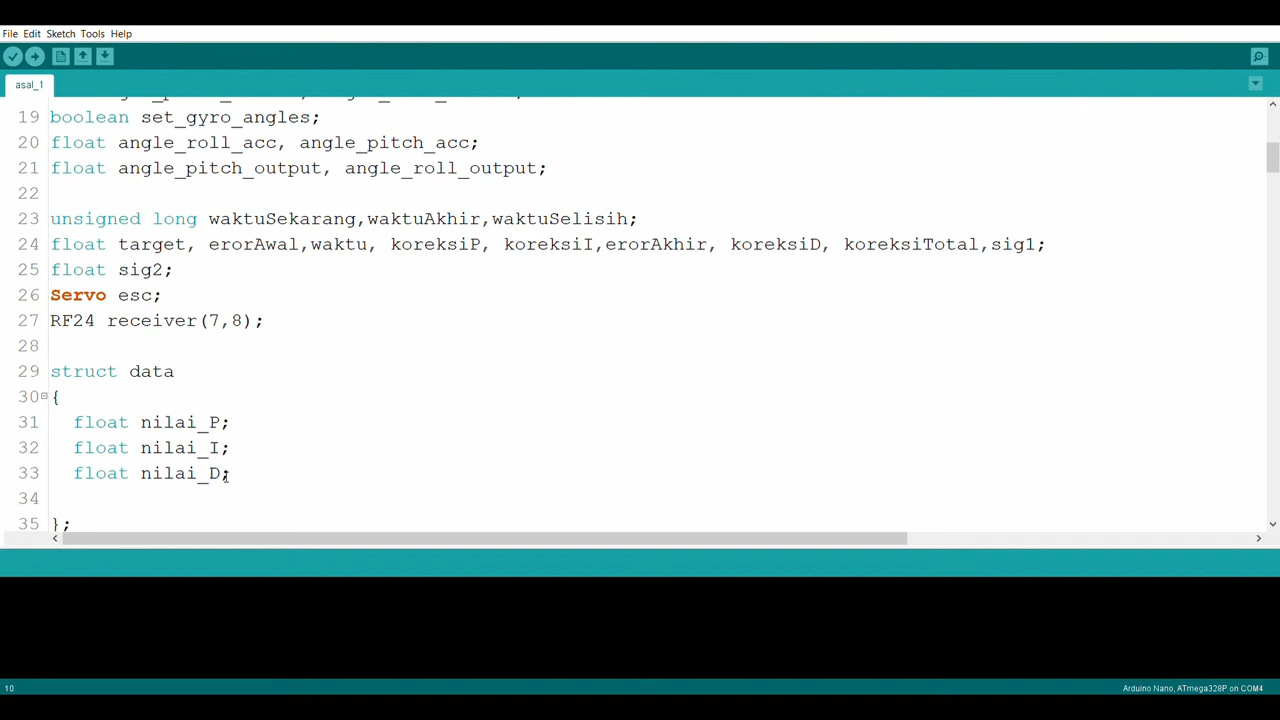 File Edit Sketch Tools Help
asal_1
19 boolean set_gyro_angles;
20 float angle_roll_acc, angle_pitch_acc;
21 float angle_pitch_output, angle_roll_output;
22
23 unsigned long waktuSekarang,waktuAkhir,waktuSelisih;
24 float target, erorAwal,waktu, koreksiP, koreksiI,erorAkhir, koreksiD, koreksiTotal,sig1;
25 float sig2;
26 Servo esc;
27 RF24 receiver(7,8);
28
29 struct data
30 {
31 float nilai_P;
32 float nilai_I;
33 float nilai_D;
34
35 };
10 Arduino Nano, ATmega328P on COM4